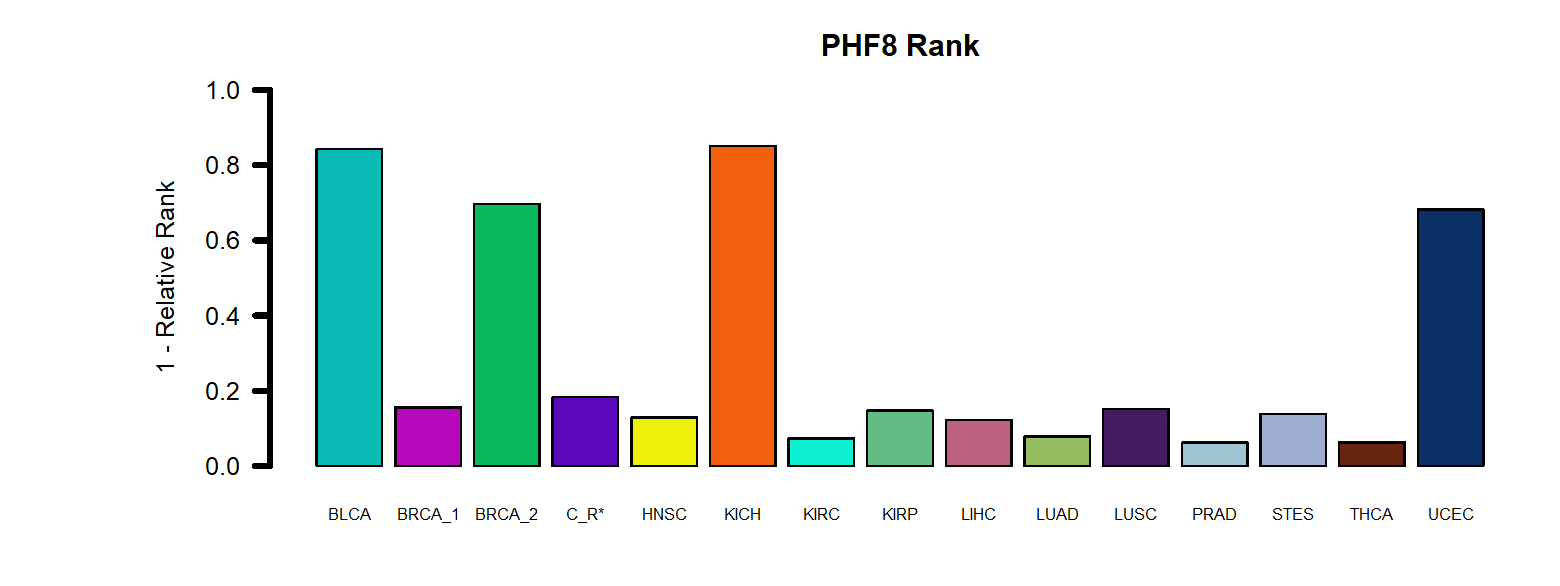 PHF8 Rank
1 - Relative Rank
1.0
0.8
0.6
0.4
0.2
0.0
BLCA BRCA_1 BRCA_2 C_R* HNSC KICH KIRC KIRP LIHC LUAD LUSC PRAD STES THCA UCEC